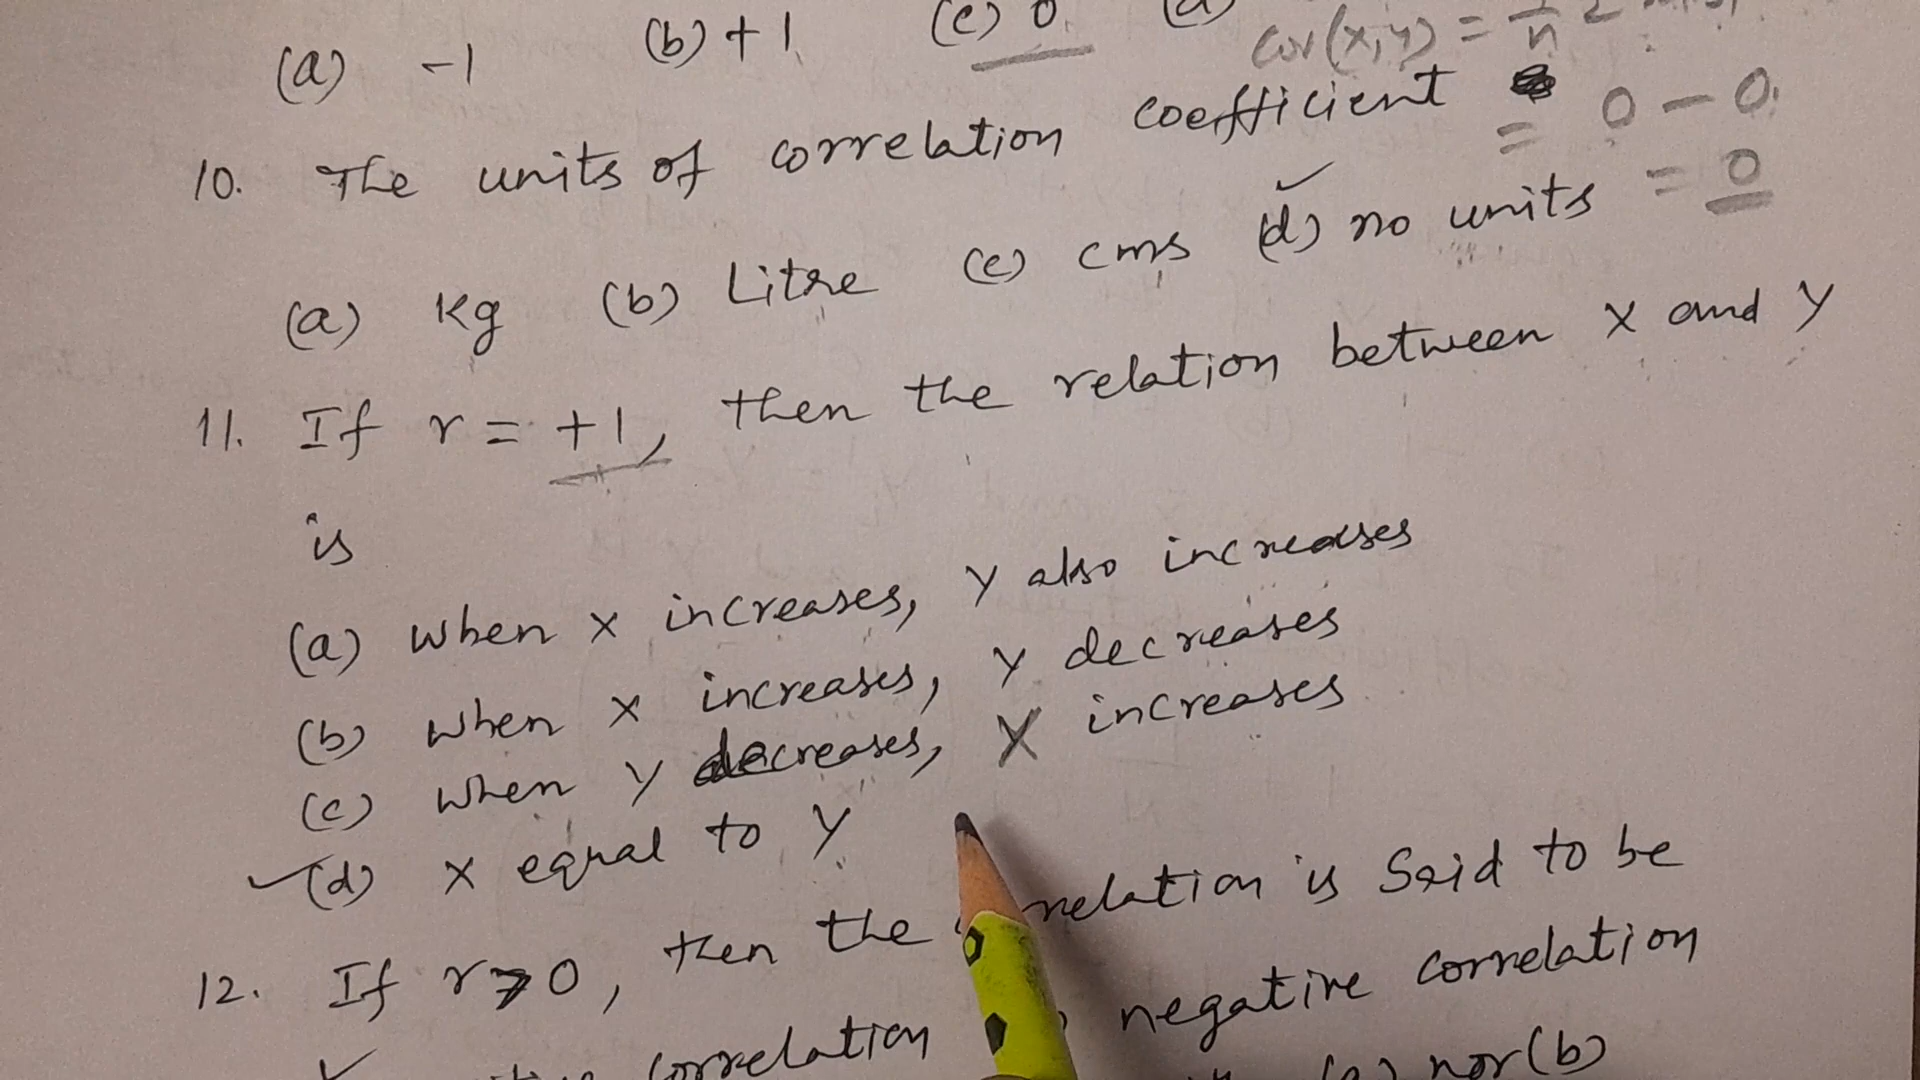 (a) -1 (b) +1 (c) 0 (d)
cov(x,y) = 1/n Σ
10. The units of correlation coefficient
= 0 - 0
(a) kg (b) Litre (c) cms (d) no units
= 0
11. If r = +1, then the relation between X and Y
is
(a) when X increases, Y also increases
(b) when X increases, Y decreases
(c) when Y decreases, X increases
(d) X equal to Y
12. If r > 0, then the relation is said to be
correlation negative correlation
(a) nor (b)